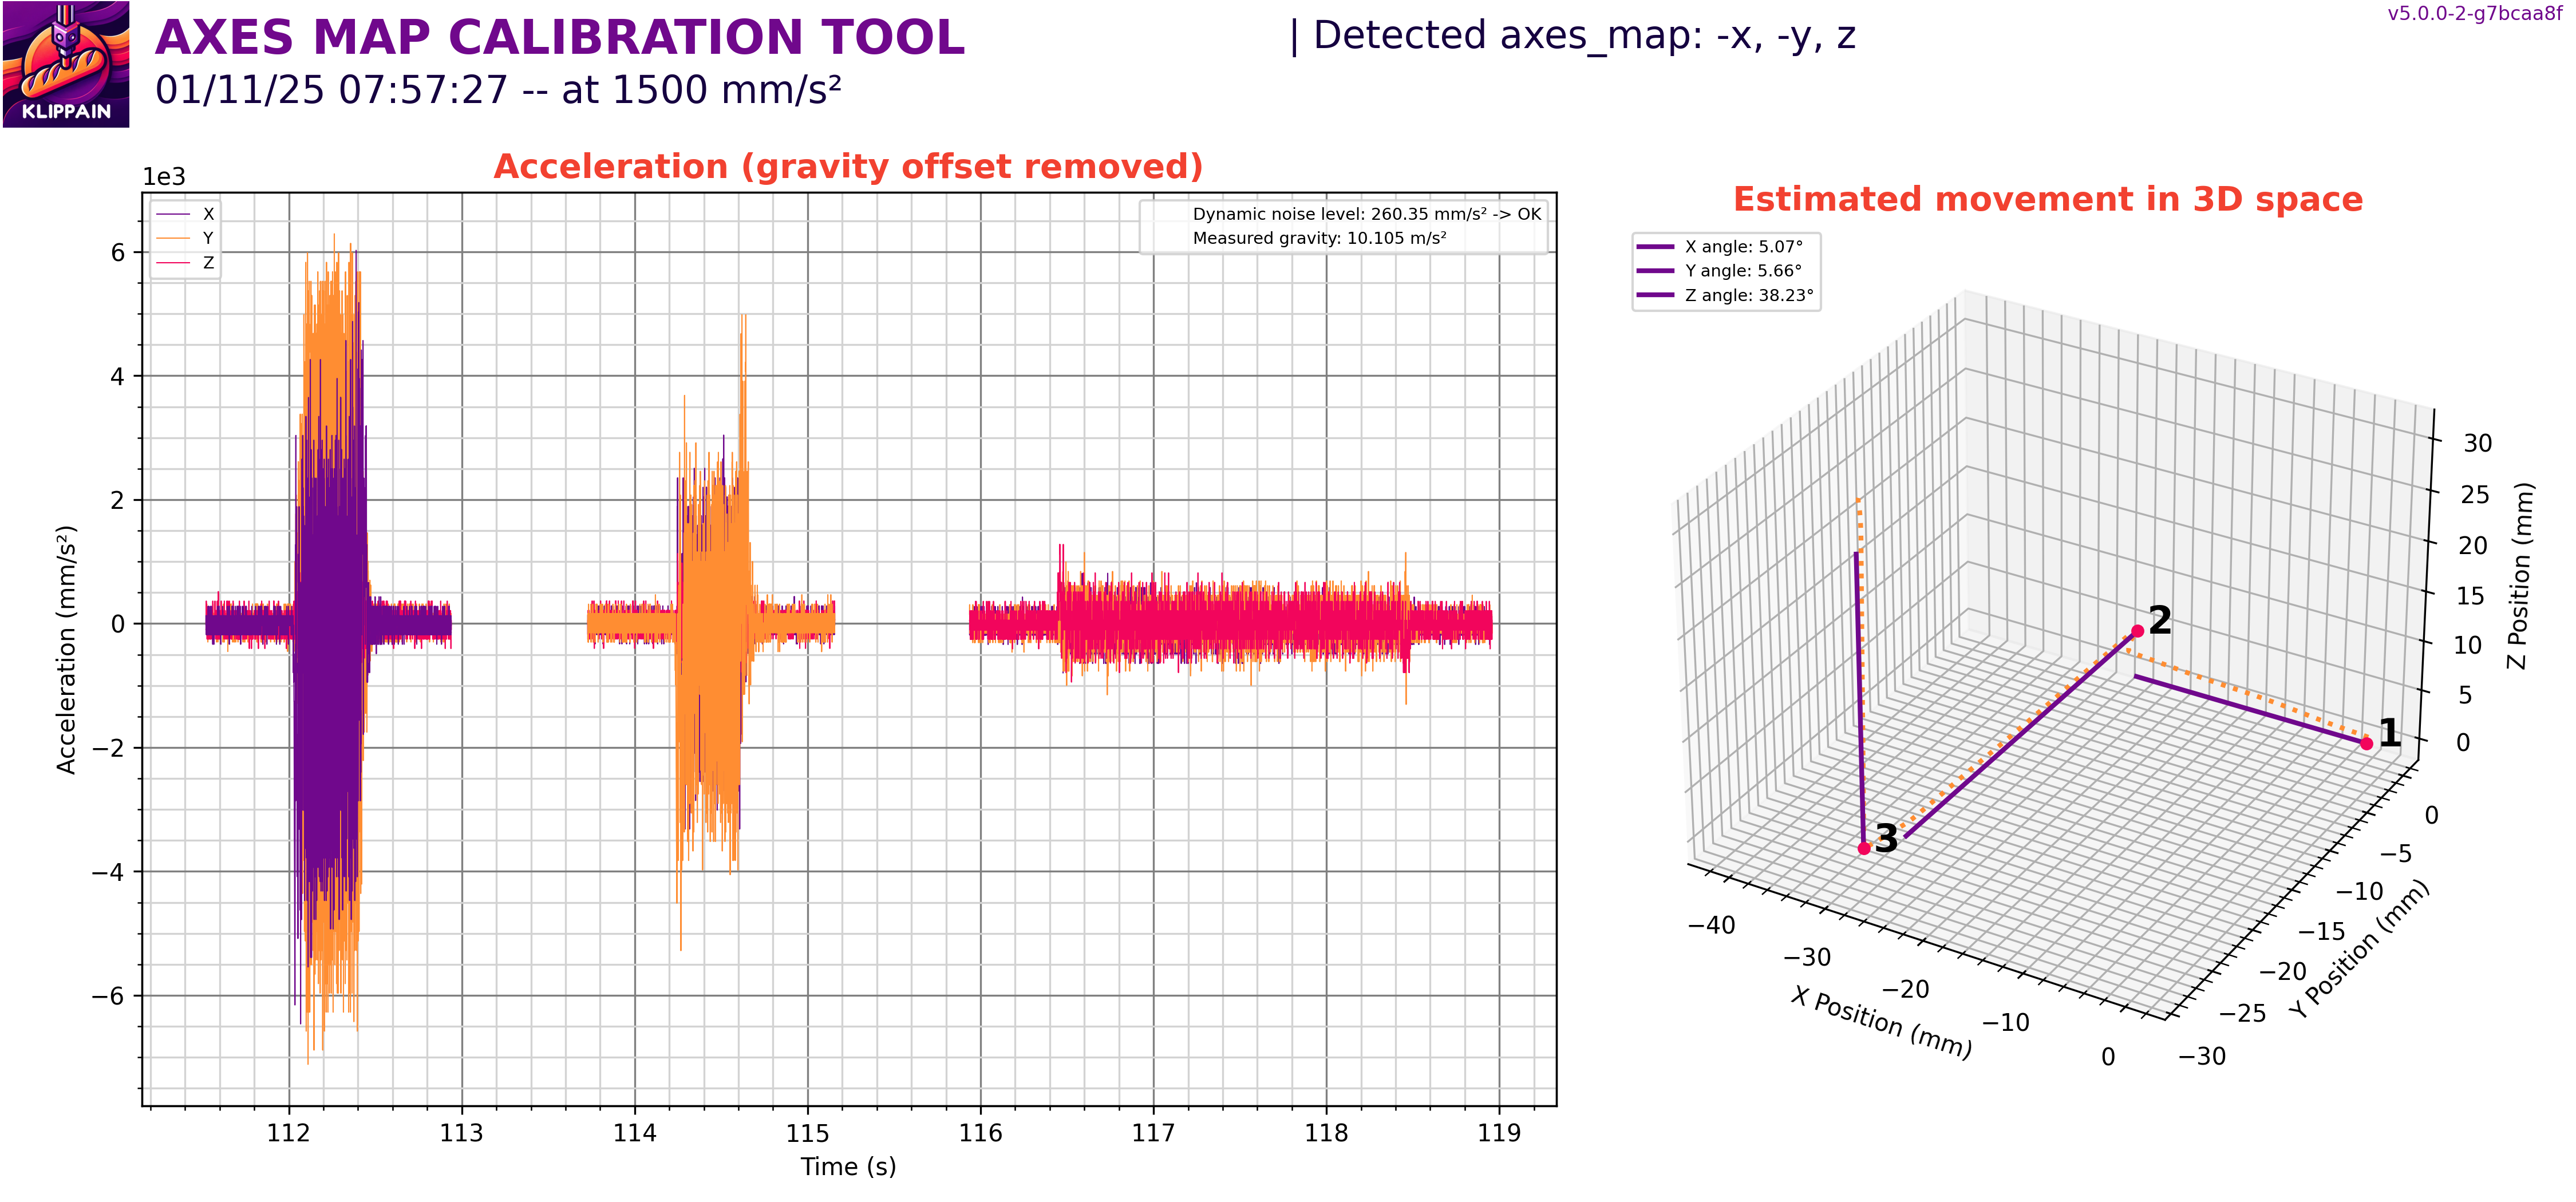 KLIPPAIN
AXES MAP CALIBRATION TOOL
01/11/25 07:57:27 -- at 1500 mm/s²
| Detected axes_map: -x, -y, z
v5.0.0-2-g7bcaa8f
Acceleration (gravity offset removed)
1e3
X
Y
Z
Dynamic noise level: 260.35 mm/s² -> OK
Measured gravity: 10.105 m/s²
6
4
2
0
−2
−4
−6
Acceleration (mm/s²)
112
113
114
115
116
117
118
119
Time (s)
Estimated movement in 3D space
X angle: 5.07°
Y angle: 5.66°
Z angle: 38.23°
1
2
3
30
25
20
15
10
5
0
Z Position (mm)
0
−5
−10
−15
−20
−25
−30
Y Position (mm)
−40
−30
−20
−10
0
X Position (mm)